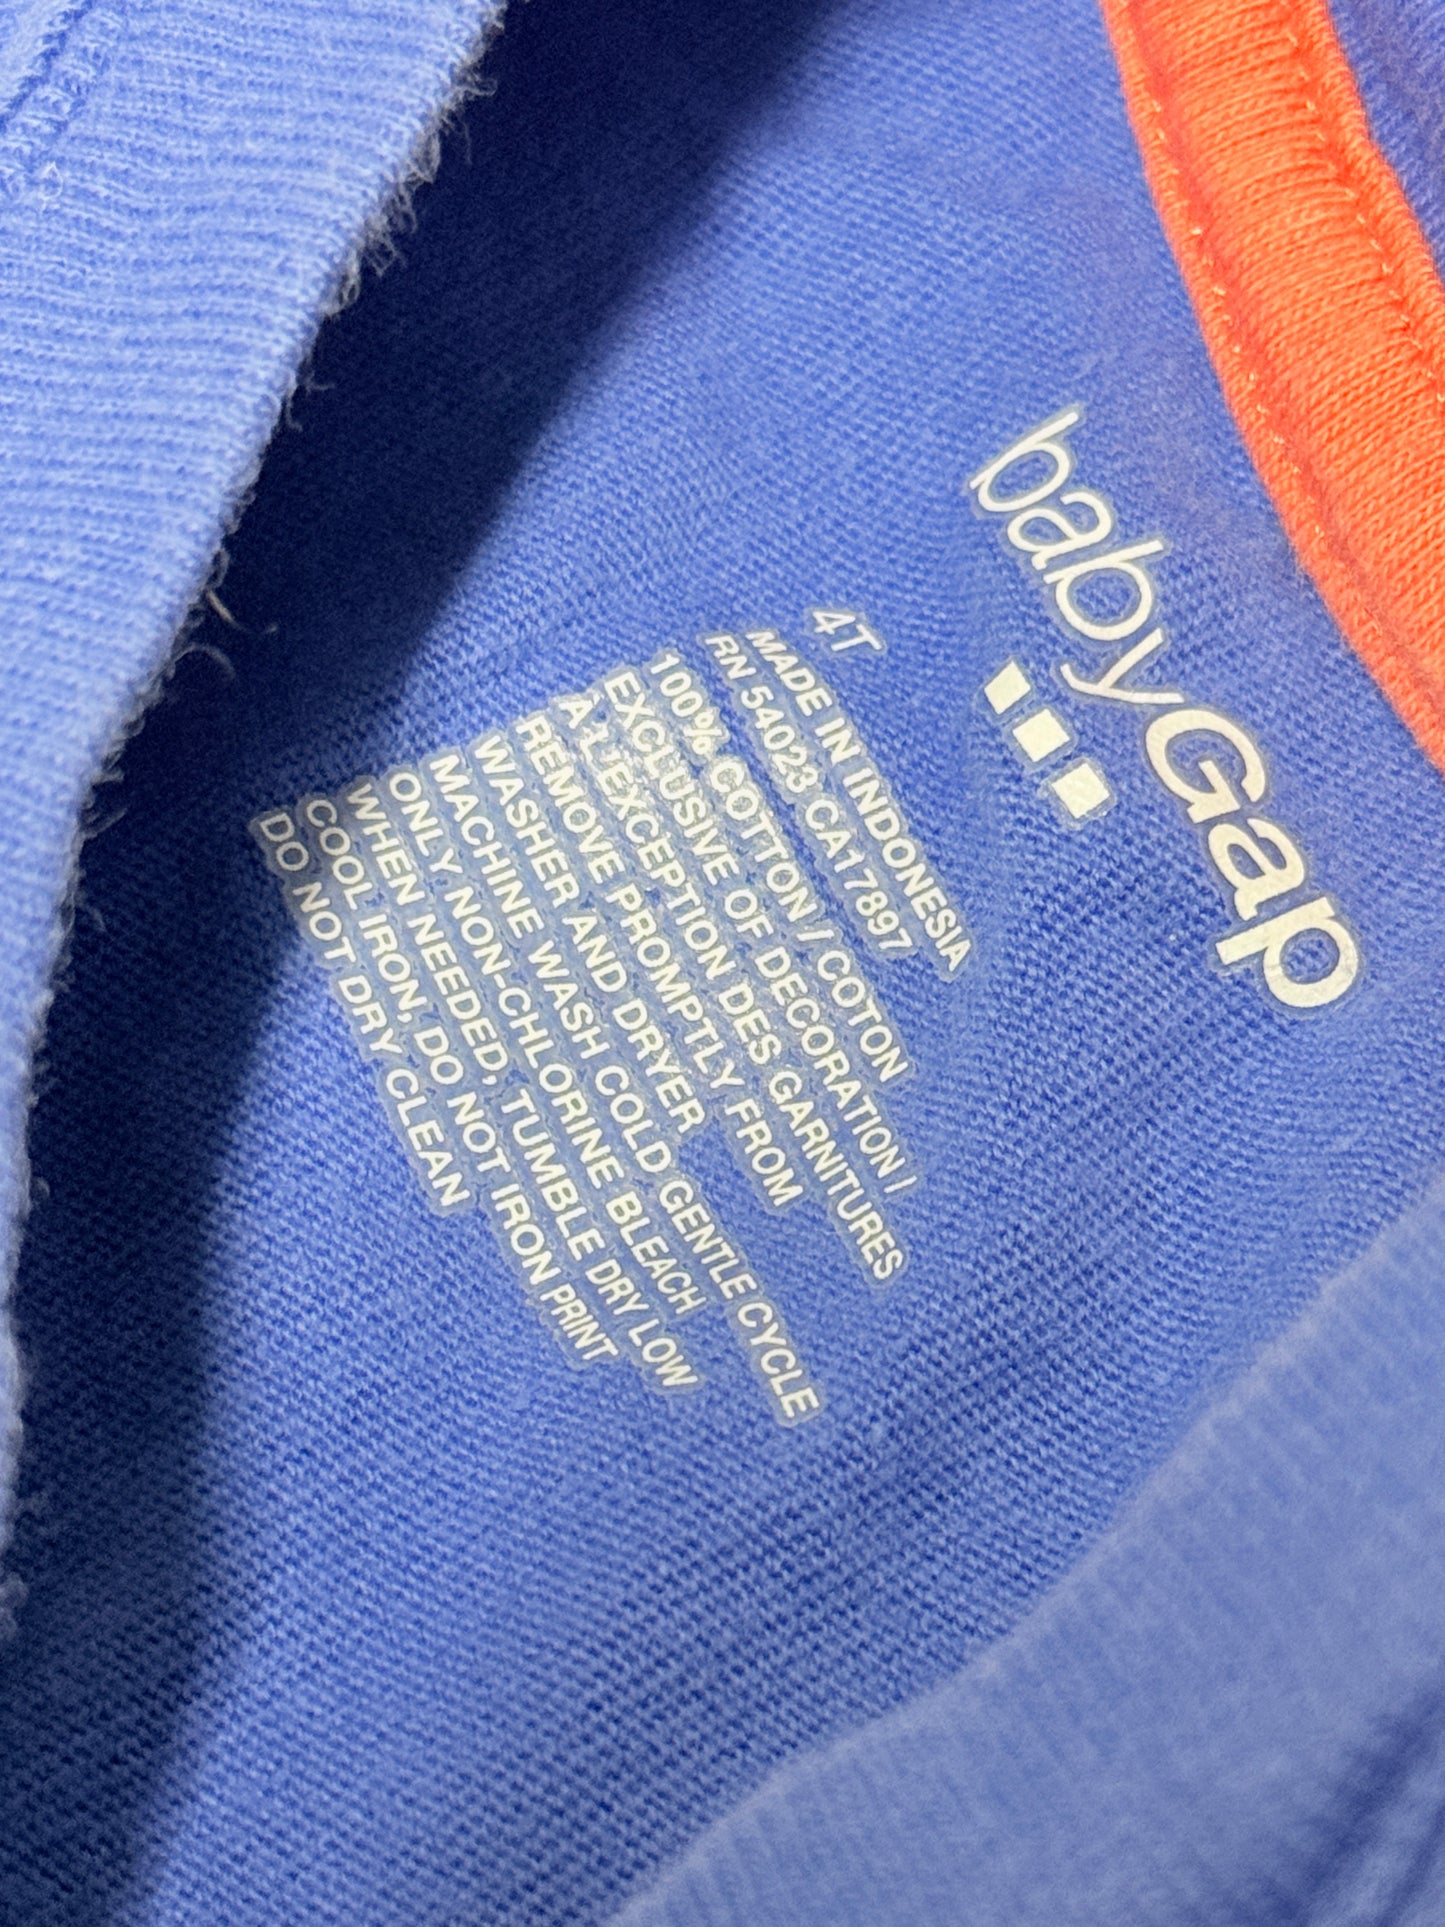 babyGap
4T
MADE IN INDONESIA
RN 54023 CA17897
100% COTTON / COTON
EXCLUSIVE OF DECORATION /
A L'EXCEPTION DES GARNITURES
REMOVE PROMPTLY FROM
WASHER AND DRYER
MACHINE WASH COLD GENTLE CYCLE
ONLY NON-CHLORINE BLEACH
WHEN NEEDED, TUMBLE DRY LOW
COOL IRON, DO NOT IRON PRINT
DO NOT DRY CLEAN